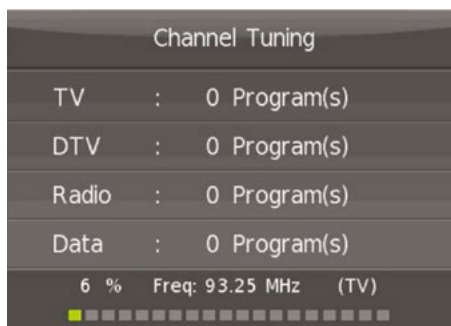 Channel Tuning
TV : 0 Program(s)
DTV : 0 Program(s)
Radio : 0 Program(s)
Data : 0 Program(s)
6 % Freq: 93.25 MHz (TV)